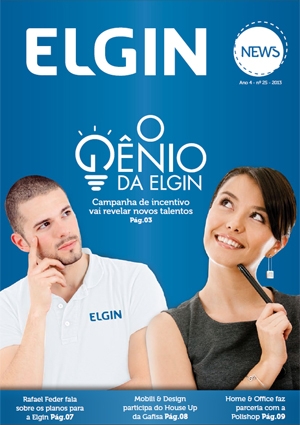 ELGIN
NEWS
Ano 4 - nº 25 - 2013
O
GÊNIO
DA ELGIN
Campanha de incentivo
vai revelar novos talentos
Pág.03
ELGIN
Rafael Feder fala
sobre os planos para
a Elgin Pág.07
Mobili & Design
participa do House Up
da Gafisa Pág.08
Home & Office faz
parceria com a
Polishop Pág.09